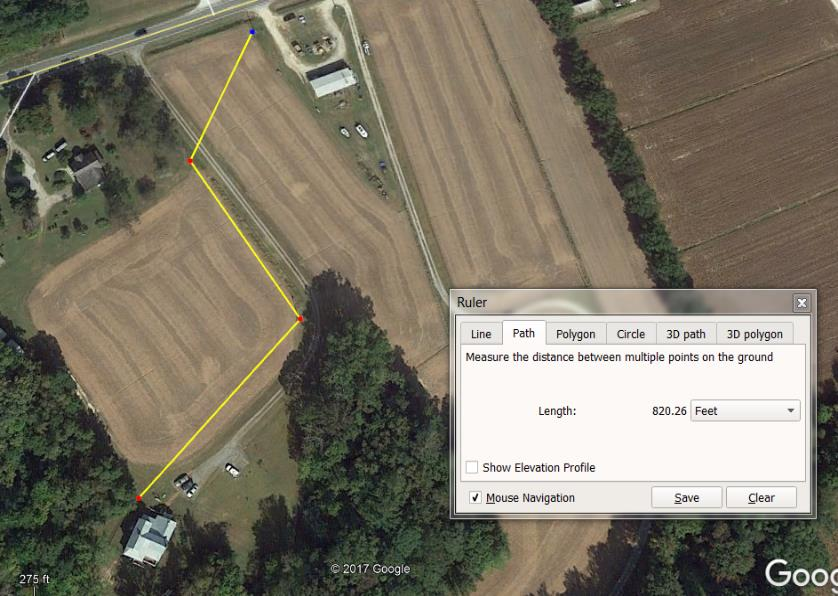 Ruler
Line Path Polygon Circle 3D path 3D polygon
Measure the distance between multiple points on the ground
Length: 820.26 Feet
Show Elevation Profile
Mouse Navigation Save Clear
© 2017 Google
275 ft
Goo